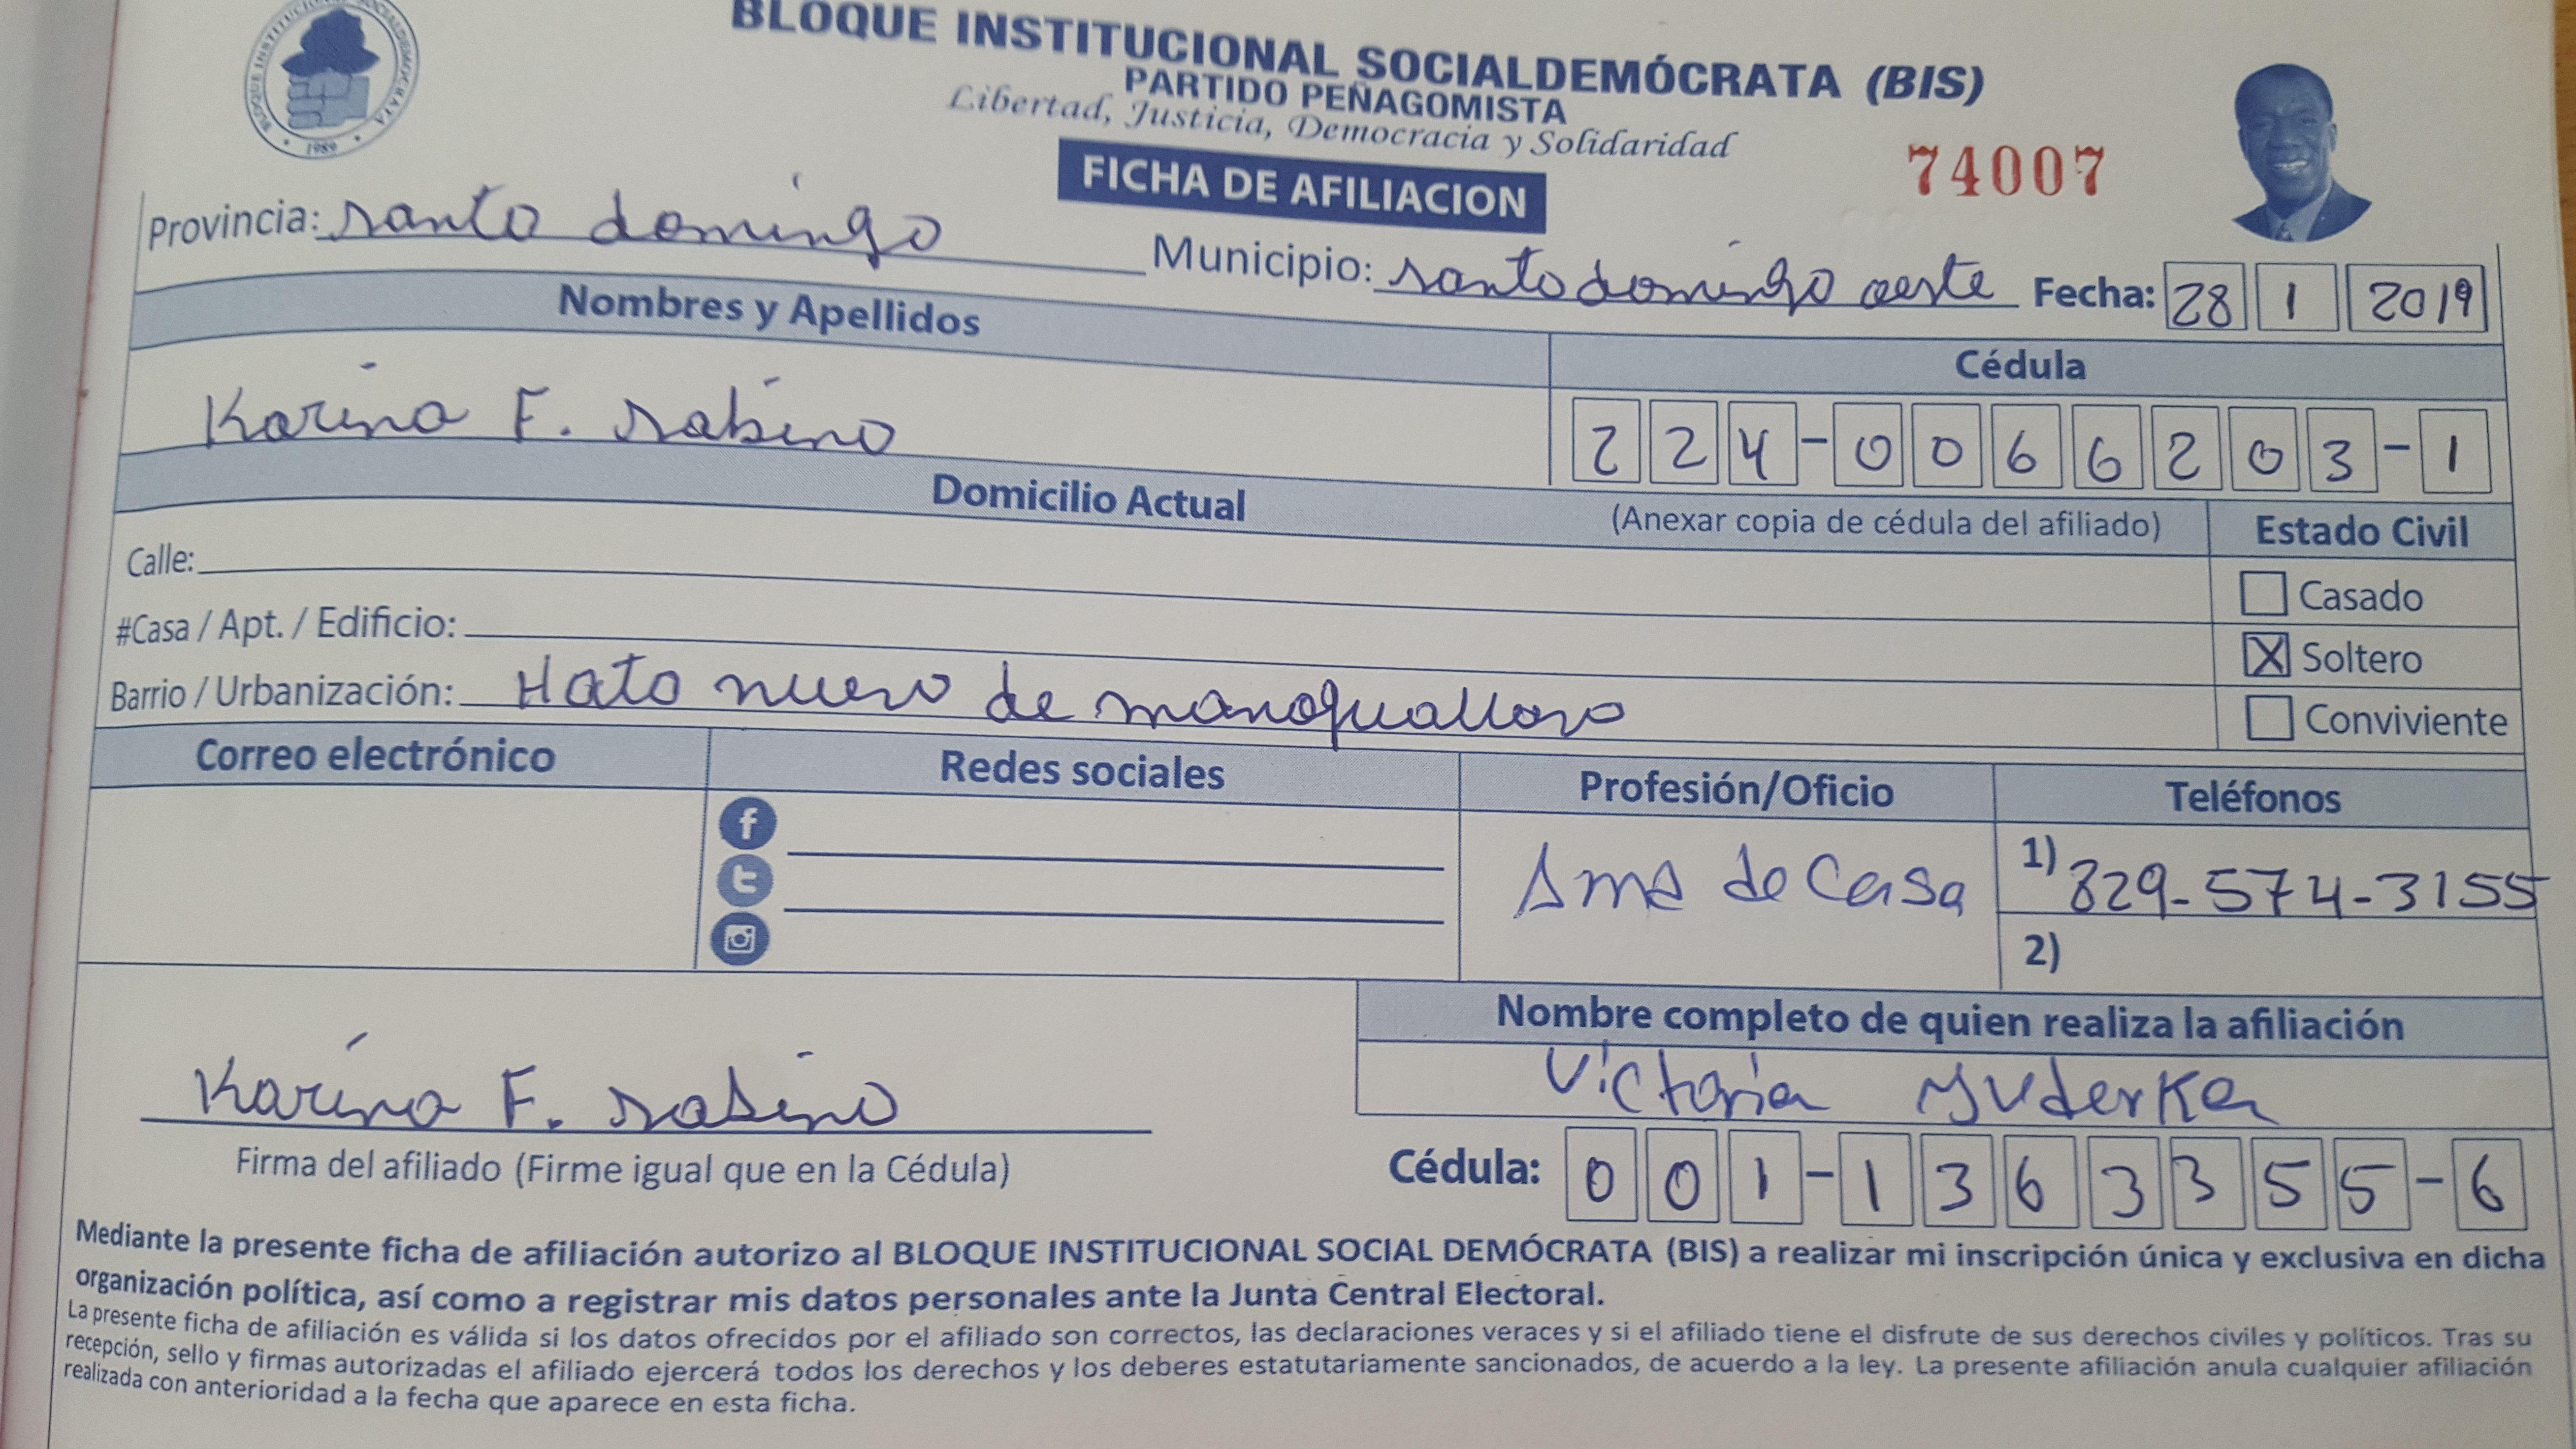 BLOQUE INSTITUCIONAL SOCIALDEMÓCRATA (BIS)
PARTIDO PEÑAGOMISTA
Libertad, Justicia, Democracia y Solidaridad
BLOQUE INSTITUCIONAL SOCIALDEMOCRATA
1989
FICHA DE AFILIACION
74007
Provincia: santo domingo Municipio: santo domingo oeste Fecha: 28 1 2019
Nombres y Apellidos Cédula
Karina F. sabino 224-0066203-1
Domicilio Actual (Anexar copia de cédula del afiliado) Estado Civil
Calle: Casado
#Casa / Apt. / Edificio: X Soltero
Barrio / Urbanización: Hato nuevo de manoguallovo Conviviente
Correo electrónico Redes sociales Profesión/Oficio Teléfonos
Ama de Casa 1) 829-574-3155
2)
Nombre completo de quien realiza la afiliación
Victoria Yuderka
Karina F. sabino
Firma del afiliado (Firme igual que en la Cédula) Cédula: 001-1363355-6
Mediante la presente ficha de afiliación autorizo al BLOQUE INSTITUCIONAL SOCIAL DEMÓCRATA (BIS) a realizar mi inscripción única y exclusiva en dicha
organización política, así como a registrar mis datos personales ante la Junta Central Electoral.
La presente ficha de afiliación es válida si los datos ofrecidos por el afiliado son correctos, las declaraciones veraces y si el afiliado tiene el disfrute de sus derechos civiles y políticos. Tras su
recepción, sello y firmas autorizadas el afiliado ejercerá todos los derechos y los deberes estatutariamente sancionados, de acuerdo a la ley. La presente afiliación anula cualquier afiliación
realizada con anterioridad a la fecha que aparece en esta ficha.